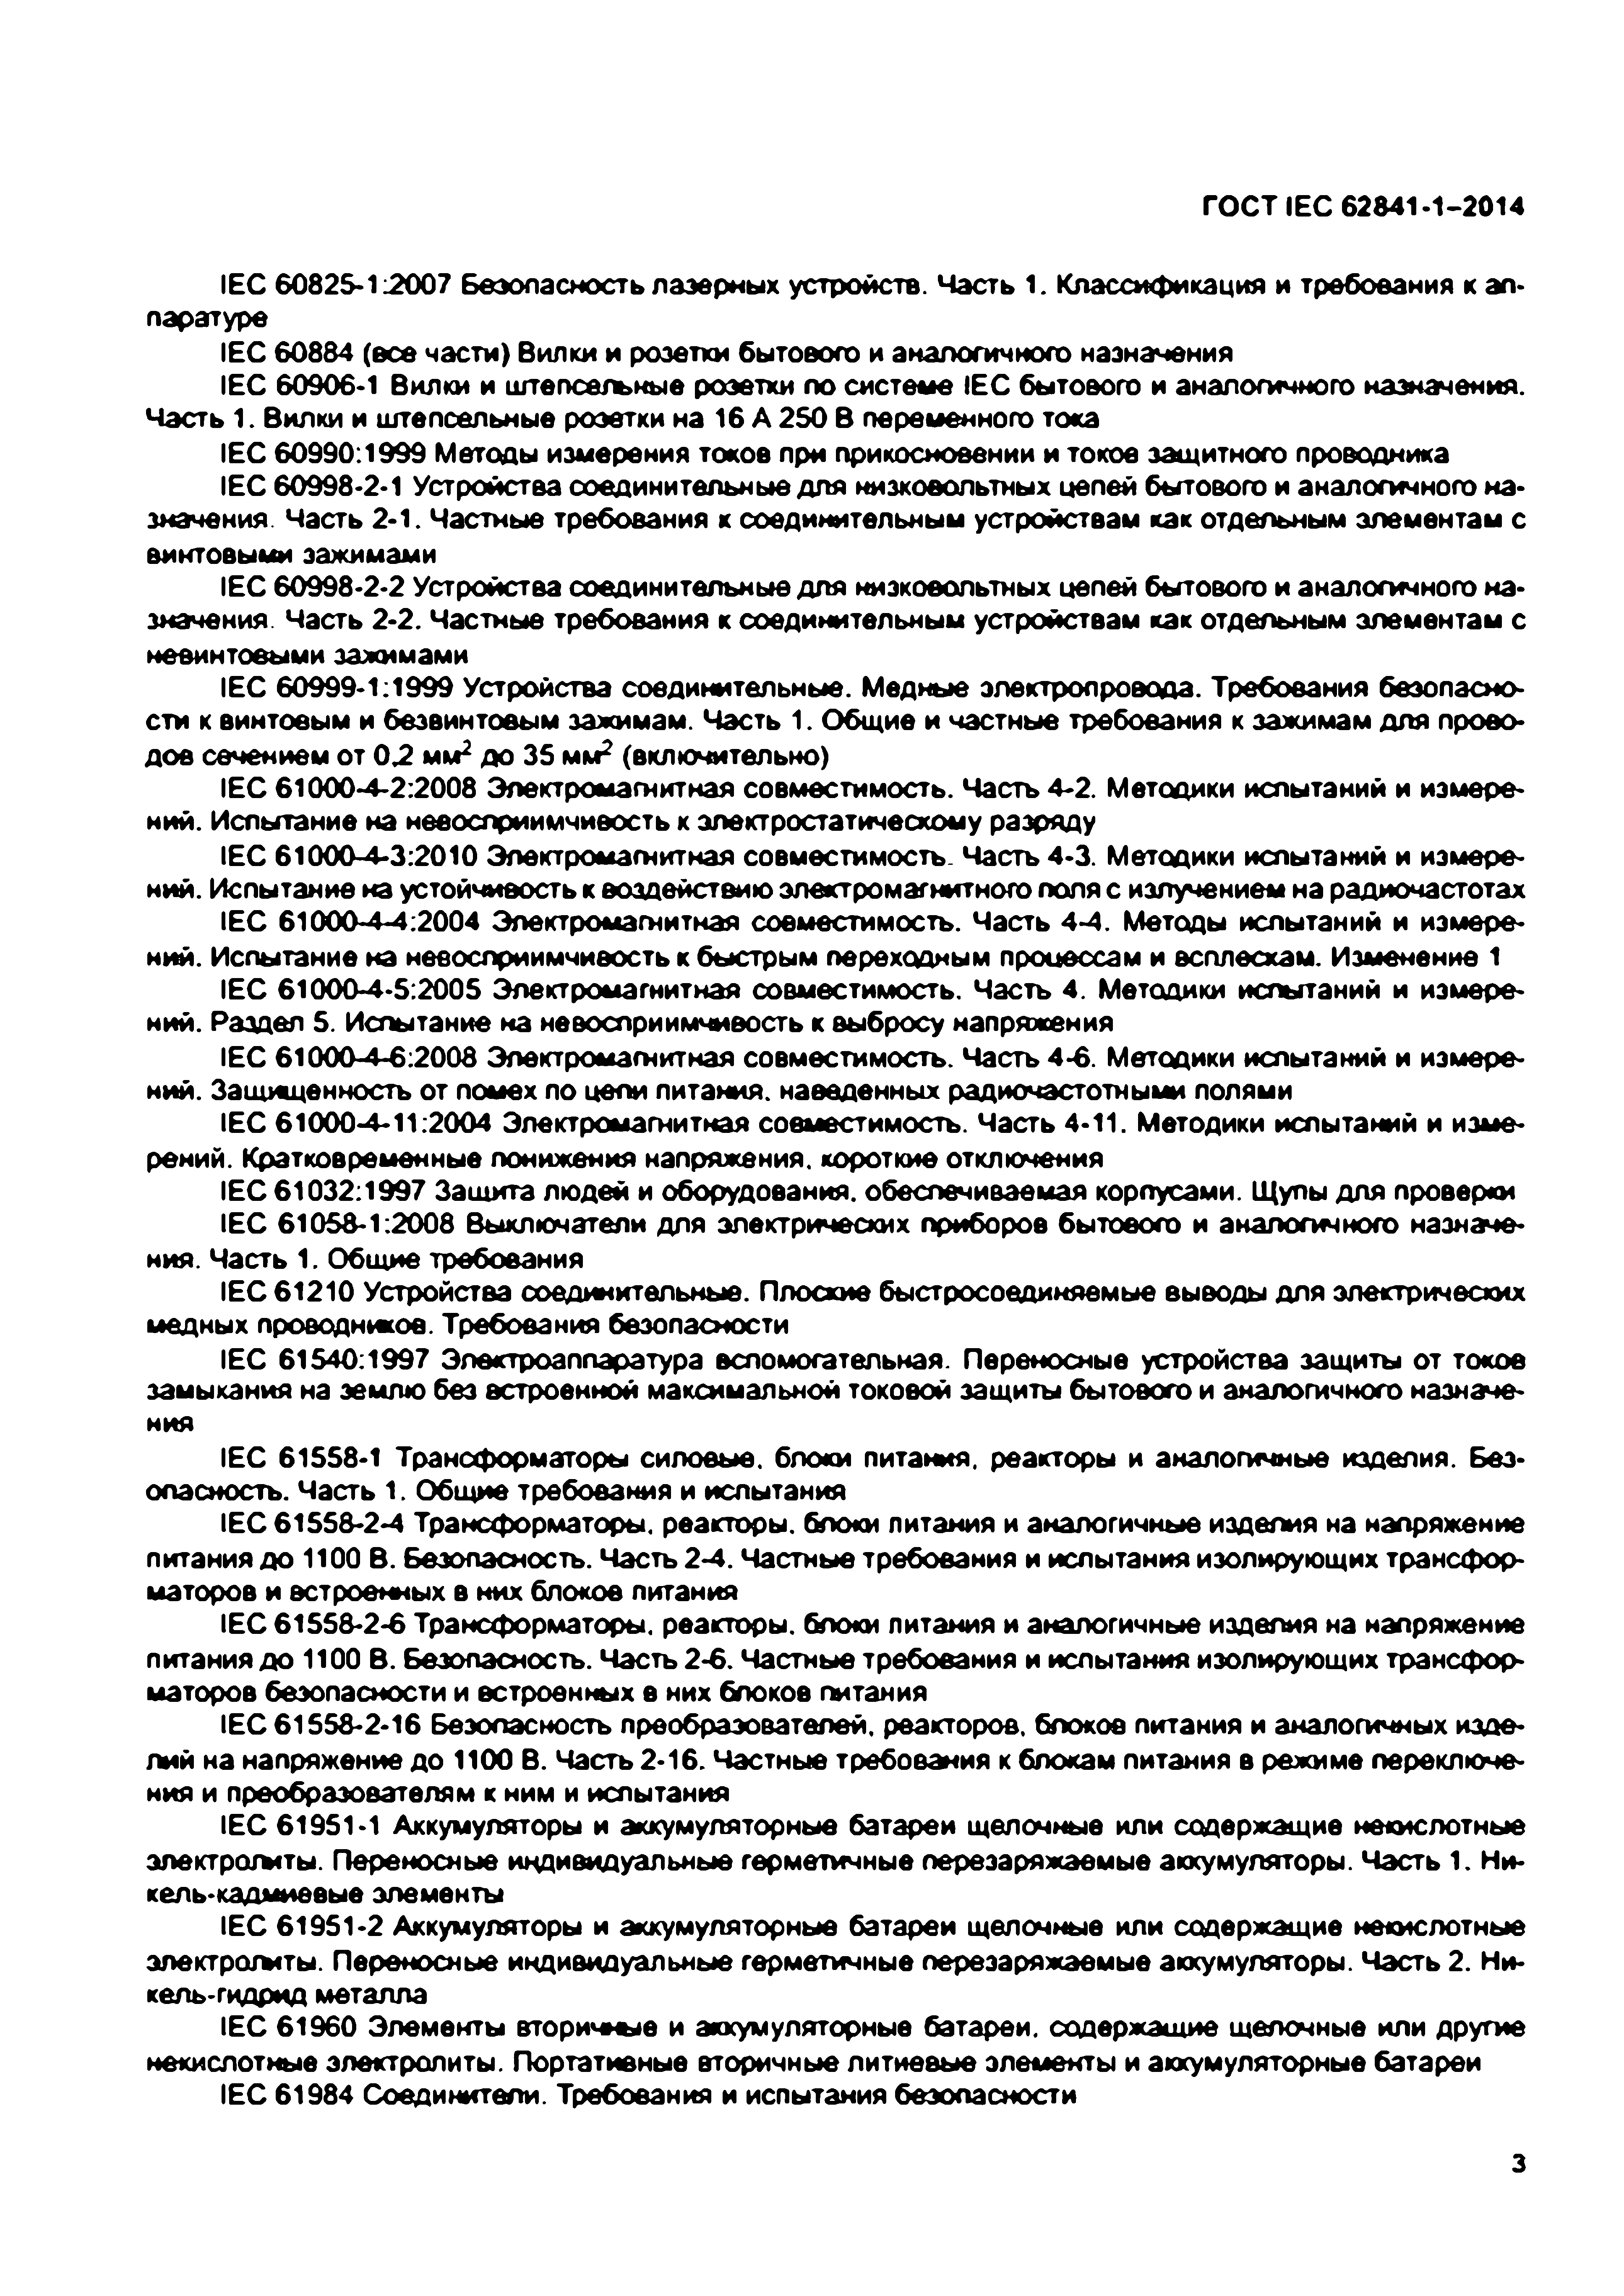 ГОСТ IEC 62841-1–2014
IEC 60825-1:2007 Безопасность лазерных устройств. Часть 1. Классификация и требования к ап-
паратуре
IEC 60884 (все части) Вилки и розетки бытового и аналогичного назначения
IEC 60906-1 Вилки и штепсельные розетки по системе IEC бытового и аналогичного назначения.
Часть 1. Вилки и штепсельные розетки на 16 А 250 В переменного тока
IEC 60990:1999 Методы измерения токов при прикосновении и токов защитного проводника
IEC 60998-2-1 Устройства соединительные для низковольтных цепей бытового и аналогичного на-
значения. Часть 2-1. Частные требования к соединительным устройствам как отдельным элементам с
винтовыми зажимами
IEC 60998-2-2 Устройства соединительные для низковольтных цепей бытового и аналогичного на-
значения. Часть 2-2. Частные требования к соединительным устройствам как отдельным элементам с
невинтовыми зажимами
IEC 60999-1:1999 Устройства соединительные. Медные электропровода. Требования безопасно-
сти к винтовым и безвинтовым зажимам. Часть 1. Общие и частные требования к зажимам для прово-
дов сечением от 0,2 мм² до 35 мм² (включительно)
IEC 61000-4-2:2008 Электромагнитная совместимость. Часть 4-2. Методики испытаний и измере-
ний. Испытание на невосприимчивость к электростатическому разряду
IEC 61000-4-3:2010 Электромагнитная совместимость. Часть 4-3. Методики испытаний и измере-
ний. Испытание на устойчивость к воздействию электромагнитного поля с излучением на радиочастотах
IEC 61000-4-4:2004 Электромагнитная совместимость. Часть 4-4. Методы испытаний и измере-
ний. Испытание на невосприимчивость к быстрым переходным процессам и всплескам. Изменение 1
IEC 61000-4-5:2005 Электромагнитная совместимость. Часть 4. Методики испытаний и измере-
ний. Раздел 5. Испытание на невосприимчивость к выбросу напряжения
IEC 61000-4-6:2008 Электромагнитная совместимость. Часть 4-6. Методики испытаний и измере-
ний. Защищенность от помех по цепи питания, наведенных радиочастотными полями
IEC 61000-4-11:2004 Электромагнитная совместимость. Часть 4-11. Методики испытаний и изме-
рений. Кратковременные понижения напряжения, короткие отключения
IEC 61032:1997 Защита людей и оборудования, обеспечиваемая корпусами. Щупы для проверки
IEC 61058-1:2008 Выключатели для электрических приборов бытового и аналогичного назначе-
ния. Часть 1. Общие требования
IEC 61210 Устройства соединительные. Плоские быстросоединяемые выводы для электрических
медных проводников. Требования безопасности
IEC 61540:1997 Электроаппаратура вспомогательная. Переносные устройства защиты от токов
замыкания на землю без встроенной максимальной токовой защиты бытового и аналогичного назначе-
ния
IEC 61558-1 Трансформаторы силовые, блоки питания, реакторы и аналогичные изделия. Без-
опасность. Часть 1. Общие требования и испытания
IEC 61558-2-4 Трансформаторы, реакторы, блоки питания и аналогичные изделия на напряжение
питания до 1100 В. Безопасность. Часть 2-4. Частные требования и испытания изолирующих трансфор-
маторов и встроенных в них блоков питания
IEC 61558-2-6 Трансформаторы, реакторы, блоки питания и аналогичные изделия на напряжение
питания до 1100 В. Безопасность. Часть 2-6. Частные требования и испытания изолирующих трансфор-
маторов безопасности и встроенных в них блоков питания
IEC 61558-2-16 Безопасность преобразователей, реакторов, блоков питания и аналогичных изде-
лий на напряжение до 1100 В. Часть 2-16. Частные требования к блокам питания в режиме переключе-
ния и преобразователям к ним и испытания
IEC 61951-1 Аккумуляторы и аккумуляторные батареи щелочные или содержащие некислотные
электролиты. Переносные индивидуальные герметичные перезаряжаемые аккумуляторы. Часть 1. Ни-
кель-кадмиевые элементы
IEC 61951-2 Аккумуляторы и аккумуляторные батареи щелочные или содержащие некислотные
электролиты. Переносные индивидуальные герметичные перезаряжаемые аккумуляторы. Часть 2. Ни-
кель-гидрид металла
IEC 61960 Элементы вторичные и аккумуляторные батареи, содержащие щелочные или другие
некислотные электролиты. Портативные вторичные литиевые элементы и аккумуляторные батареи
IEC 61984 Соединители. Требования и испытания безопасности
3